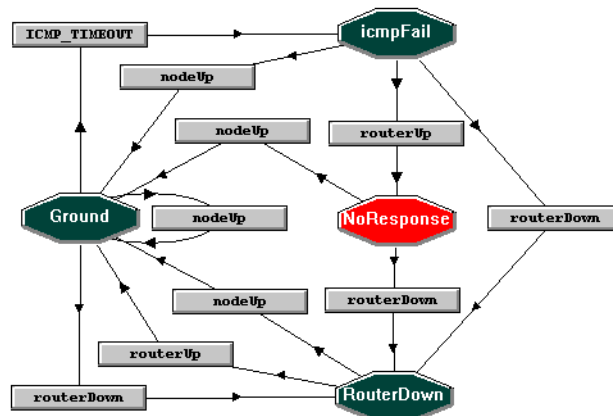 ICMP_TIMEOUT
icmpFail
nodeUp
nodeUp
routerUp
Ground
nodeUp
NoResponse
routerDown
nodeUp
routerDown
routerUp
routerDown
RouterDown